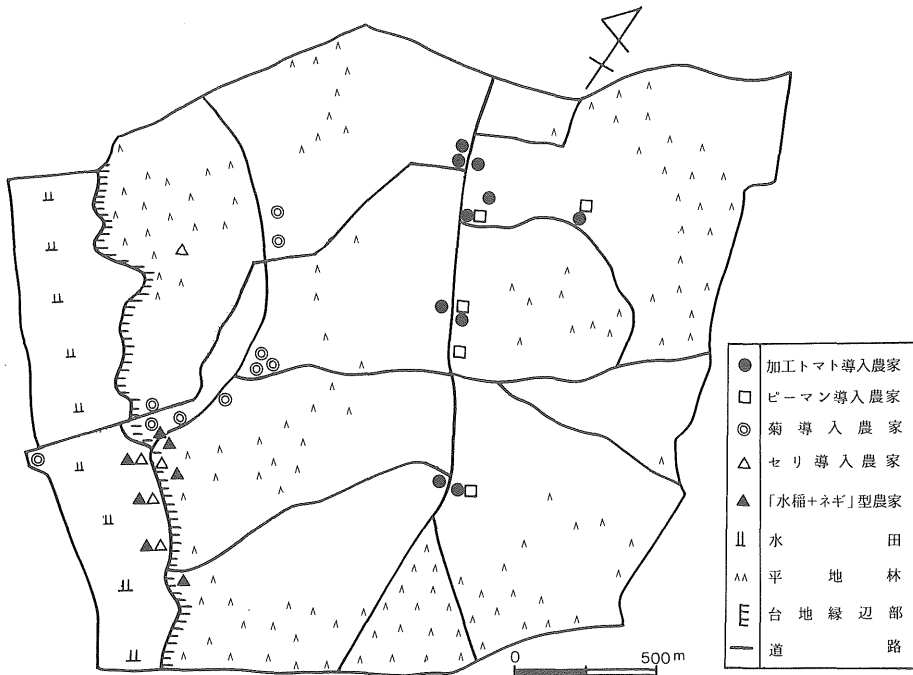 加工トマト導入農家
ピーマン導入農家
菊導入農家
セリ導入農家
「水稲+ネギ」型農家
水田
平地林
台地縁辺部
道路
0 500m